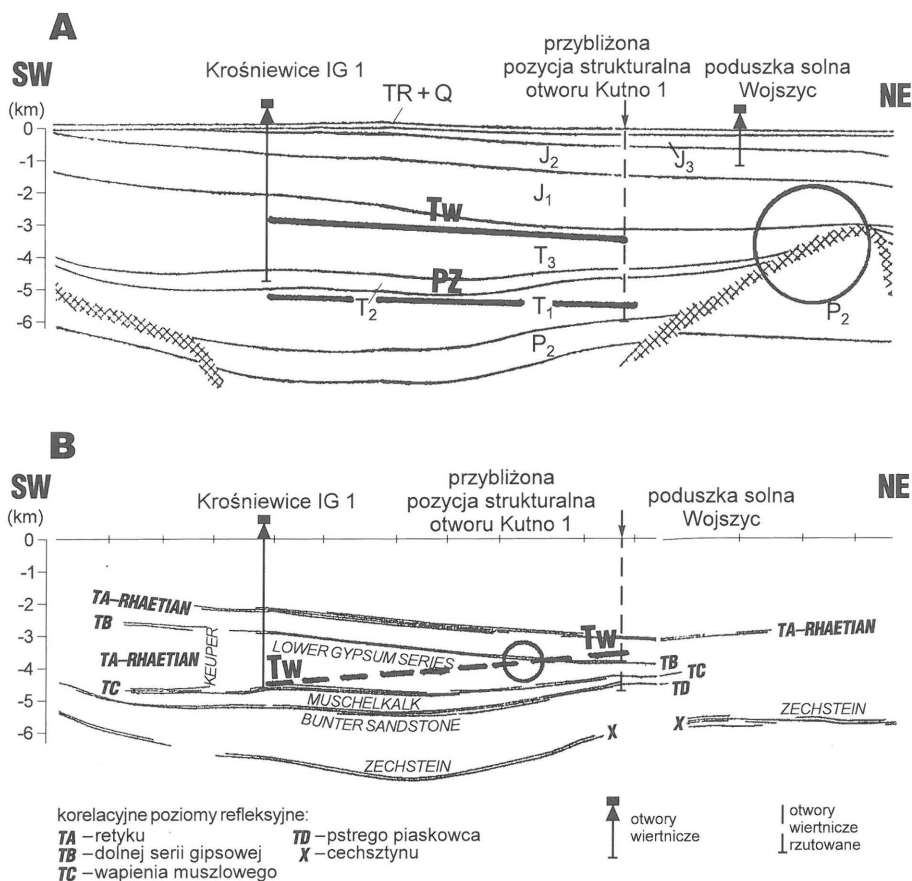 A
SW
(km)
Krośniewice IG 1
TR + Q
przybliżona
pozycja strukturalna
otworu Kutno 1
poduszka solna
Wojszyc
NE
0
-1
-2
-3
-4
-5
-6
J2
J3
J1
Tw
T3
PZ
T2
T1
P2
P2
B
SW
(km)
Krośniewice IG 1
przybliżona
pozycja strukturalna
otworu Kutno 1
poduszka solna
Wojszyc
NE
0
-1
-2
-3
-4
-5
-6
TA–RHAETIAN
TB
KEUPER
TA–RHAETIAN
TC
Tw
LOWER GYPSUM SERIES
Tw
MUSCHELKALK
BUNTER SANDSTONE
ZECHSTEIN
X
TA–RHAETIAN
TB
TC
TD
X
ZECHSTEIN
korelacyjne poziomy refleksyjne:
TA –retyku
TB –dolnej serii gipsowej
TC –wapienia muszlowego
TD –pstrego piaskowca
X –cechsztynu
otwory
wiertnicze
otwory
wiertnicze
rzutowane